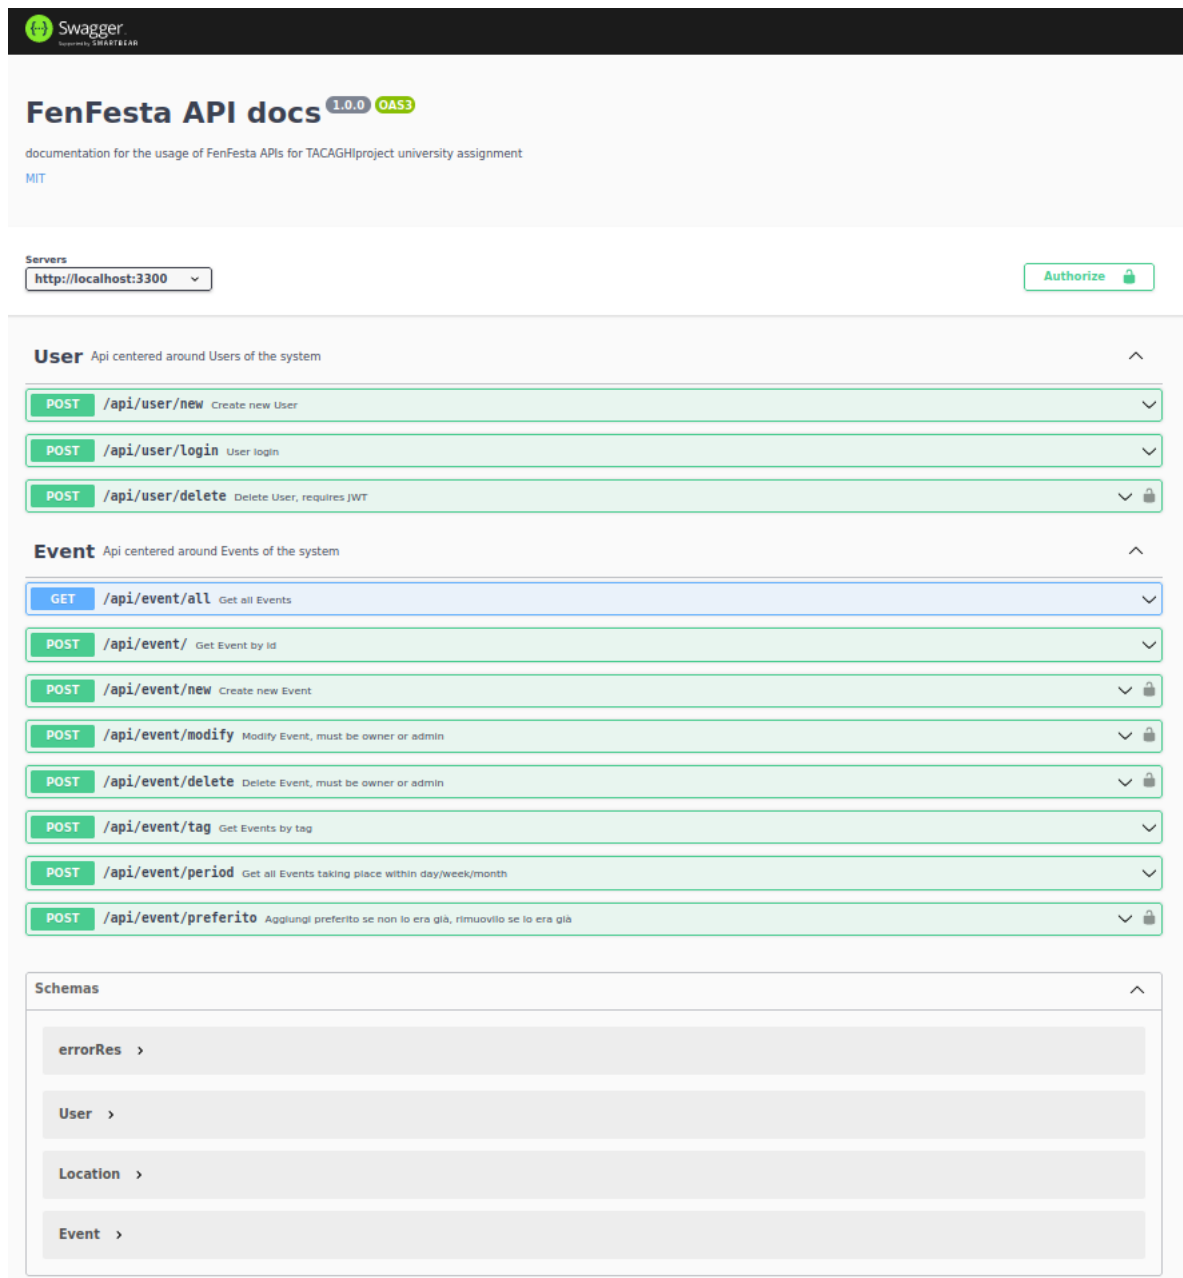 Swagger.
Supported by SMARTBEAR
FenFesta API docs 1.0.0 OAS3
documentation for the usage of FenFesta APIs for TACAGHIproject university assignment
MIT
Servers
http://localhost:3300
Authorize
User Api centered around Users of the system
POST /api/user/new Create new User
POST /api/user/login User login
POST /api/user/delete Delete User, requires JWT
Event Api centered around Events of the system
GET /api/event/all Get all Events
POST /api/event/ Get Event by id
POST /api/event/new Create new Event
POST /api/event/modify Modify Event, must be owner or admin
POST /api/event/delete Delete Event, must be owner or admin
POST /api/event/tag Get Events by tag
POST /api/event/period Get all Events taking place within day/week/month
POST /api/event/preferito Aggiungi preferito se non lo era già, rimuovilo se lo era già
Schemas
errorRes
User
Location
Event